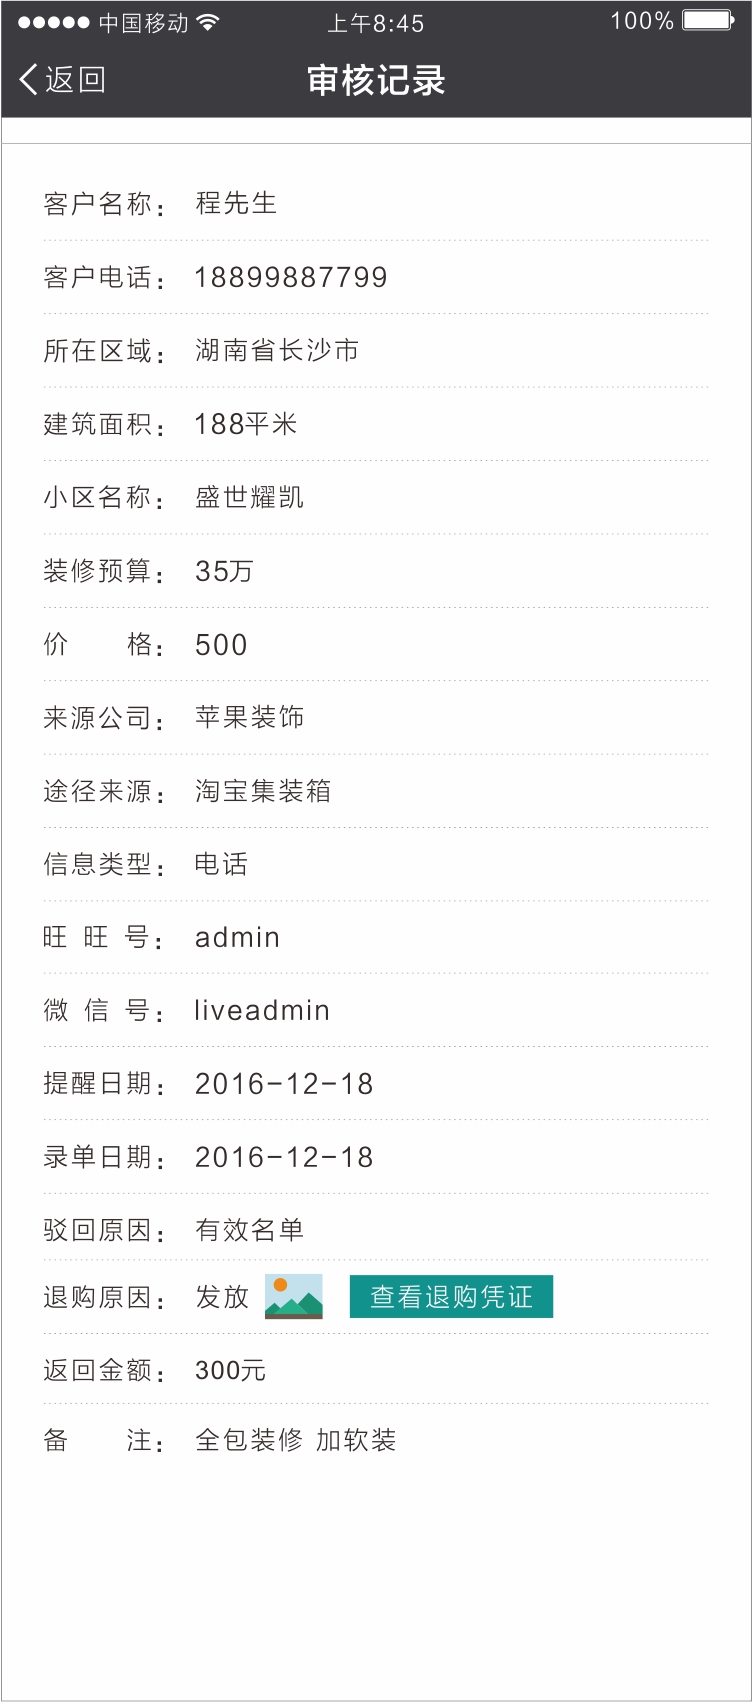 中国移动 上午8:45 100%
返回 审核记录
客户名称： 程先生
客户电话： 18899887799
所在区域： 湖南省长沙市
建筑面积： 188平米
小区名称： 盛世耀凯
装修预算： 35万
价 格： 500
来源公司： 苹果装饰
途径来源： 淘宝集装箱
信息类型： 电话
旺 旺 号： admin
微 信 号： liveadmin
提醒日期： 2016-12-18
录单日期： 2016-12-18
驳回原因： 有效名单
退购原因： 发放 查看退购凭证
返回金额： 300元
备 注： 全包装修 加软装